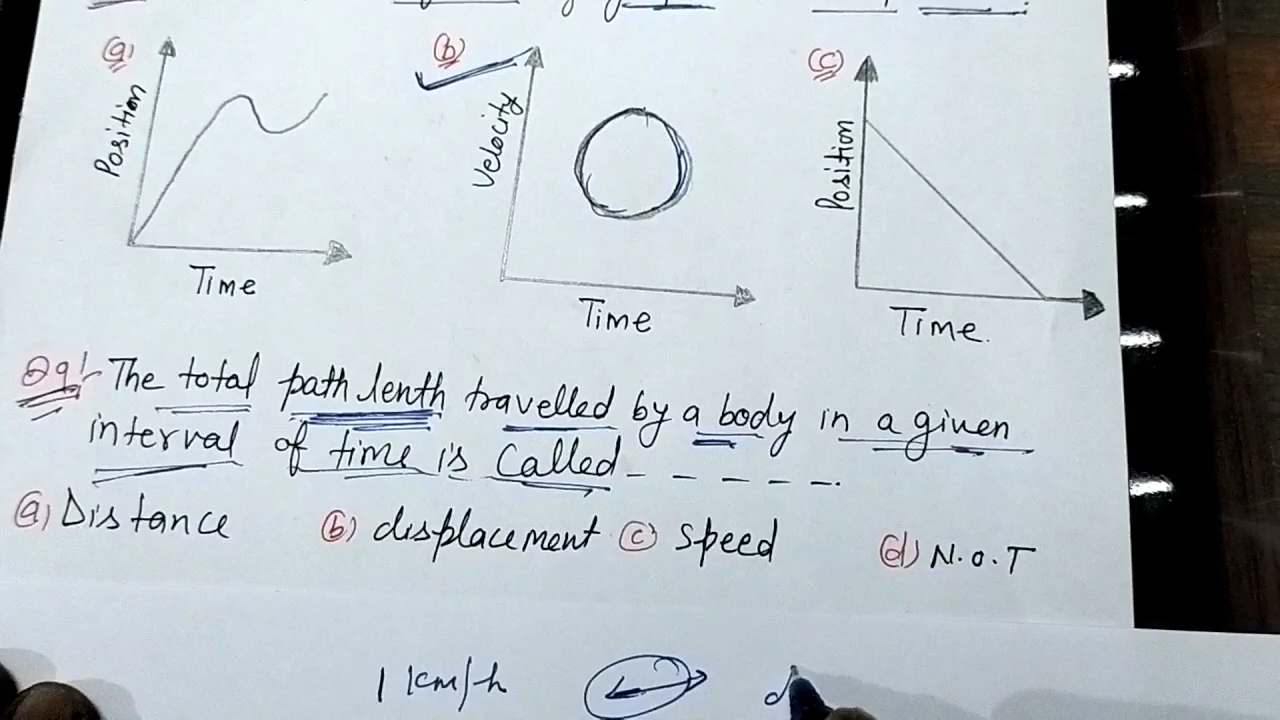 (a)
(b)
(c)
Position
Time
Velocity
Time
Position
Time.
Q9!- The total path lenth travelled by a body in a given
interval of time is called - - - - - -.
(a) Distance (b) displacement (c) speed (d) N.O.T
1 km/h